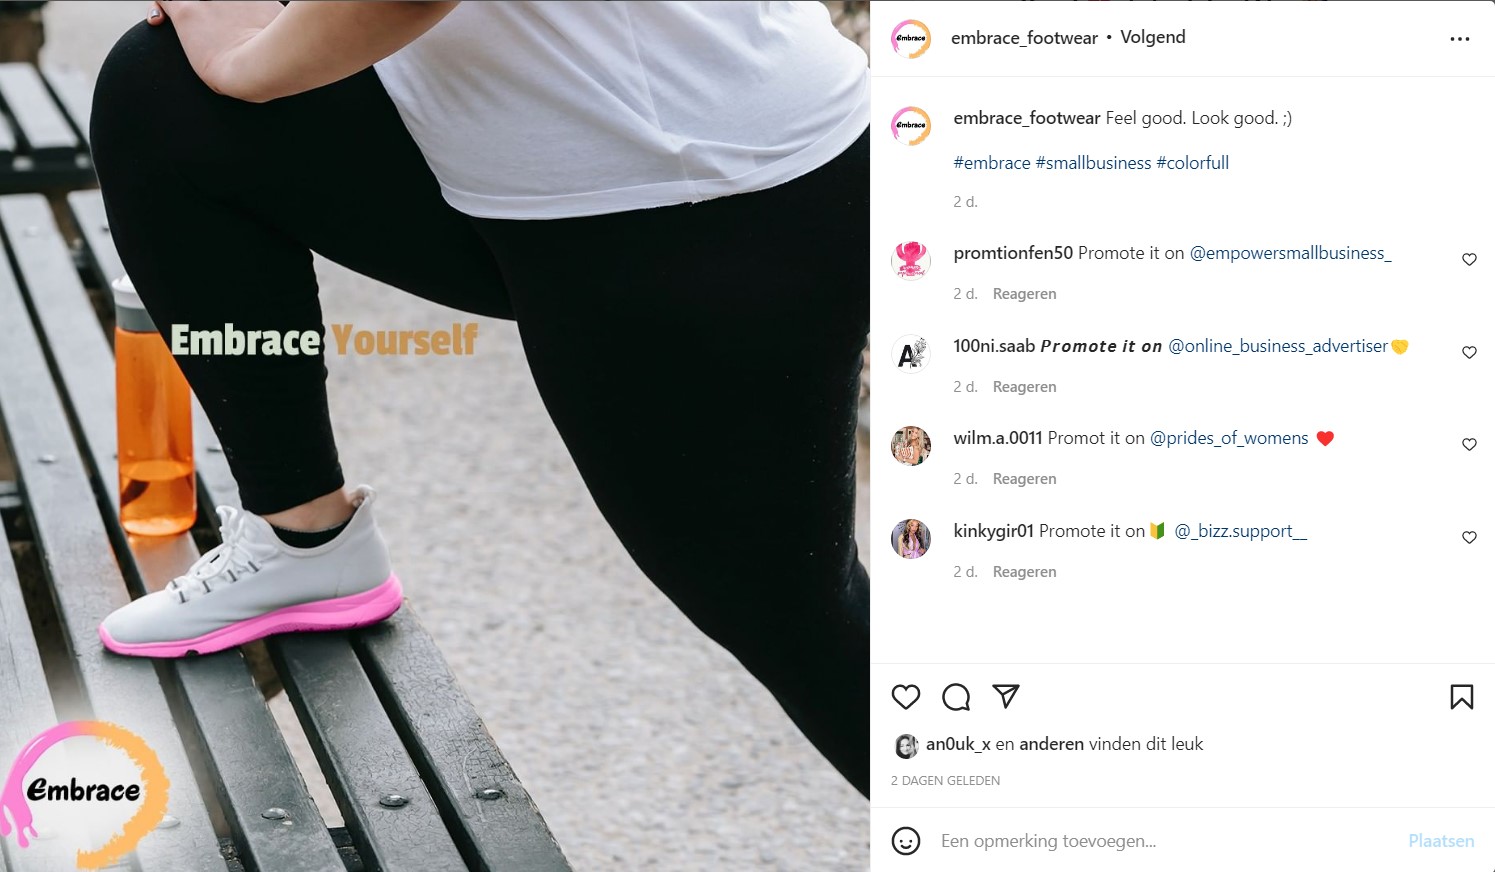 Embrace Yourself
Embrace
Embrace
embrace_footwear • Volgend
Embrace
embrace_footwear Feel good. Look good. ;)
#embrace #smallbusiness #colorfull
2 d.
promtionfen50 Promote it on @empowersmallbusiness_
2 d. Reageren
100ni.saab 𝙋𝙧𝙤𝙢𝙤𝙩𝙚 𝙞𝙩 𝙤𝙣 @online_business_advertiser🤝
2 d. Reageren
wilm.a.0011 Promot it on @prides_of_womens ♥️
2 d. Reageren
kinkygir01 Promote it on🔰 @_bizz.support__
2 d. Reageren
an0uk_x en anderen vinden dit leuk
2 DAGEN GELEDEN
Een opmerking toevoegen...
Plaatsen